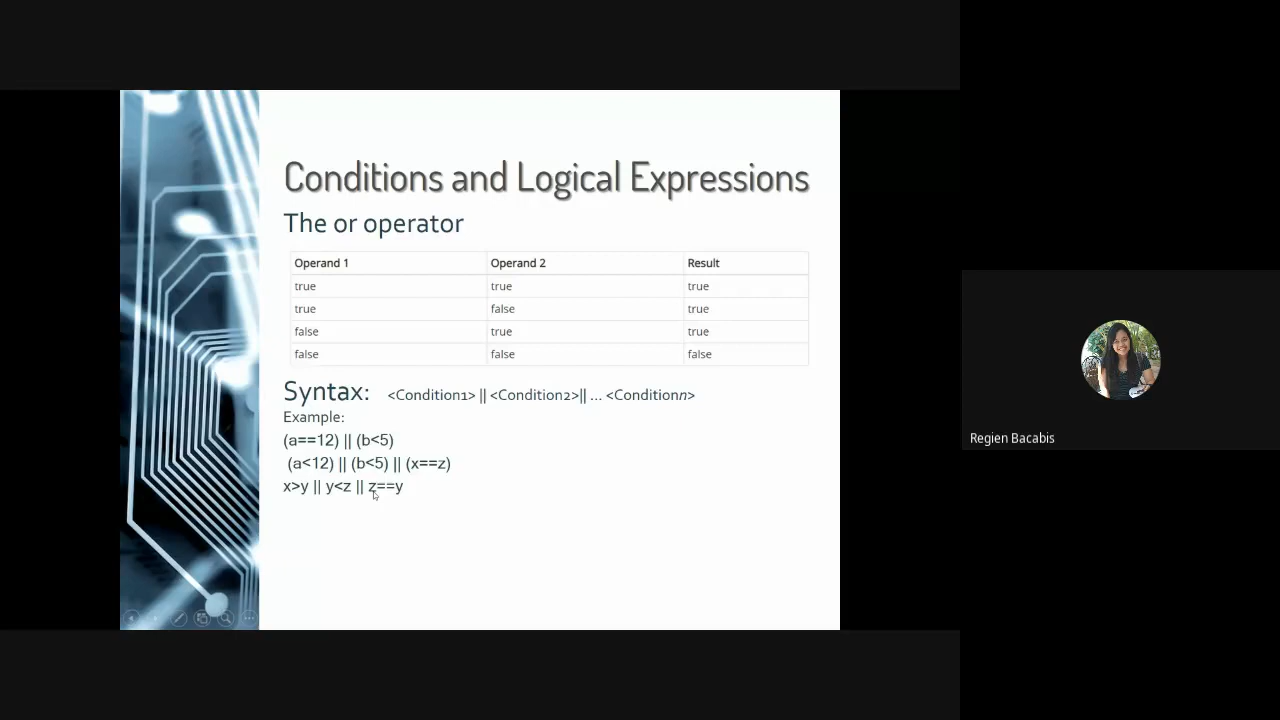 Conditions and Logical Expressions
The or operator
Operand 1 Operand 2 Result
true true true
true false true
false true true
false false false
Syntax: <Condition1> || <Condition2>|| ... <Conditionn>
Example:
(a==12) || (b<5)
(a<12) || (b<5) || (x==z)
x>y || y<z || z==y
Regien Bacabis